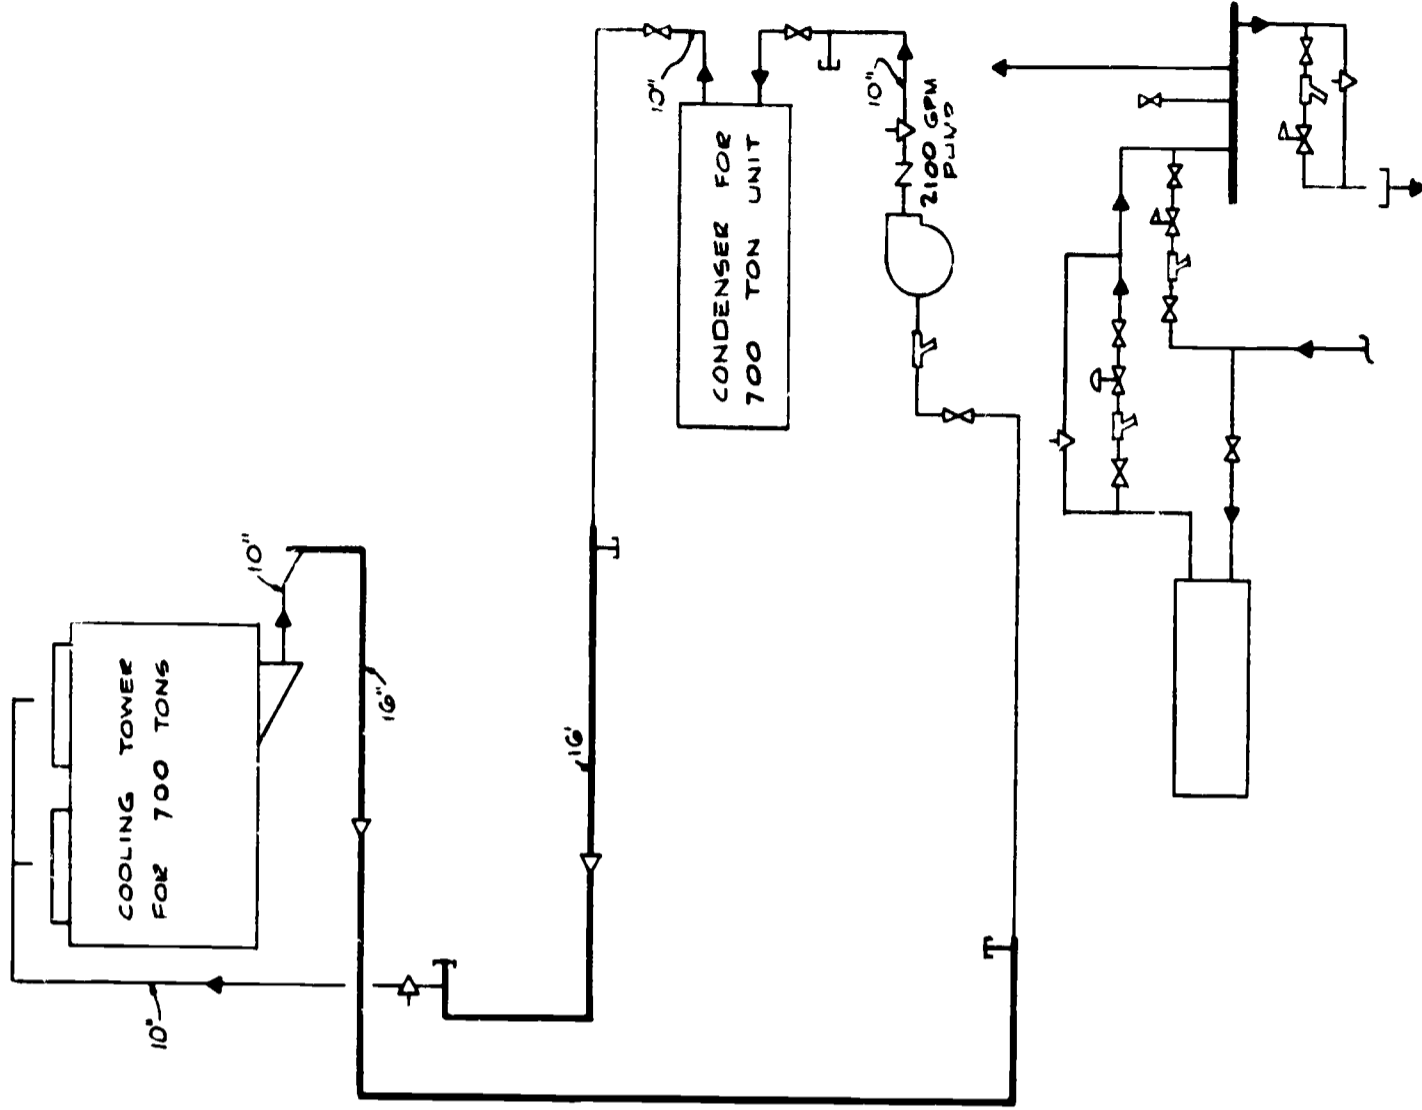 COOLING TOWER
FOR 700 TONS
10"
10"
16"
16'
10"
CONDENSER FOR
700 TON UNIT
10"
2100 GPM
PUMP